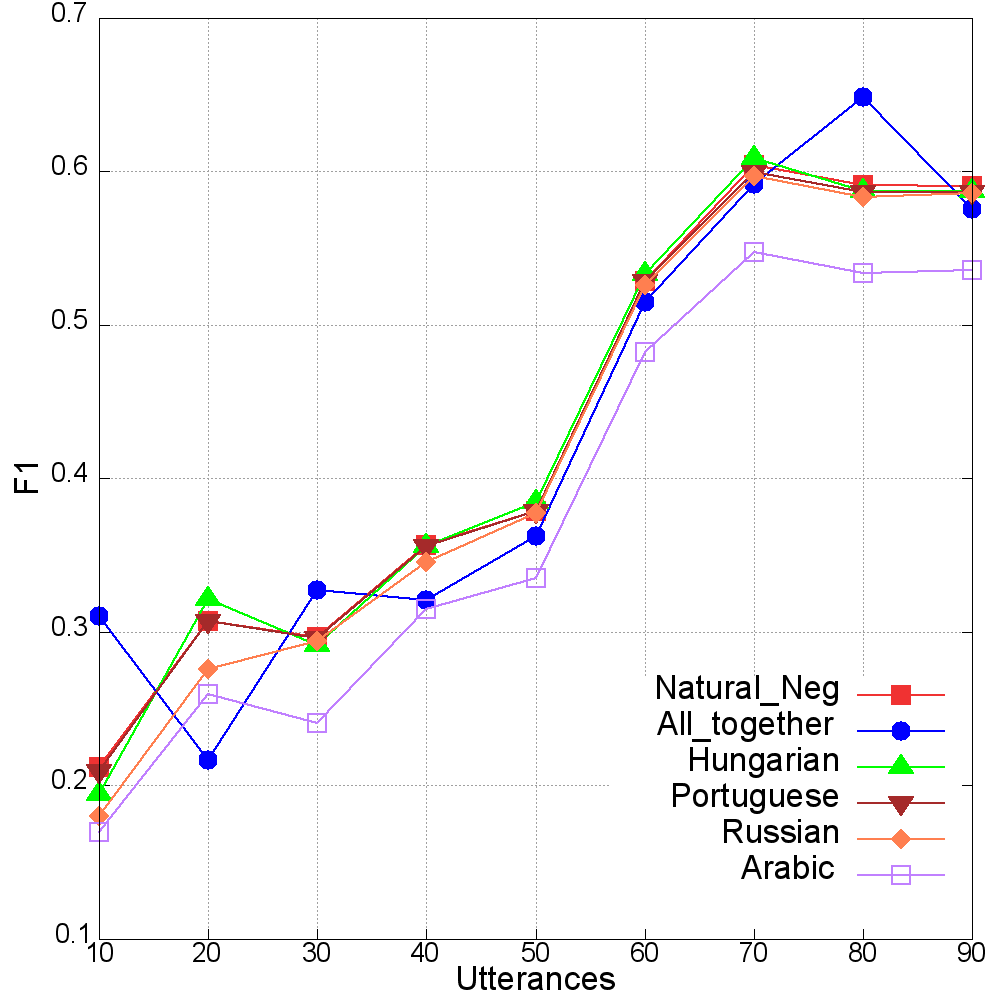 0.7
0.6
0.5
0.4
0.3
0.2
0.1
F1
Natural_Neg
All_together
Hungarian
Portuguese
Russian
Arabic
10 20 30 40 50 60 70 80 90
Utterances